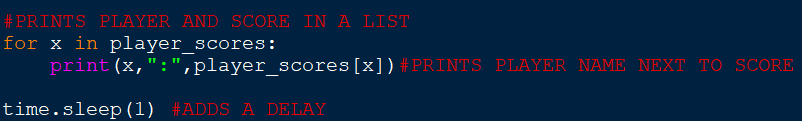 #PRINTS PLAYER AND SCORE IN A LIST
for x in player_scores:
    print(x,":",player_scores[x])#PRINTS PLAYER NAME NEXT TO SCORE
time.sleep(1) #ADDS A DELAY